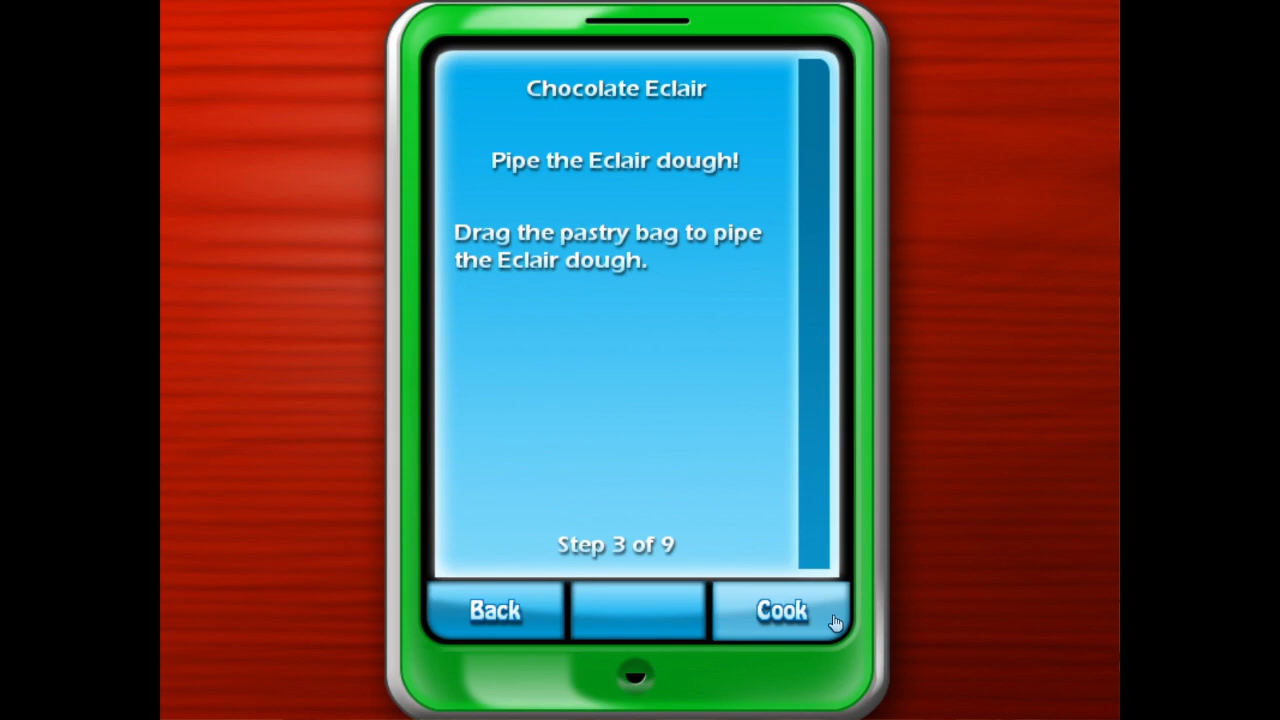 Chocolate Eclair
Pipe the Eclair dough!
Drag the pastry bag to pipe
the Eclair dough.
Step 3 of 9
Back
Cook